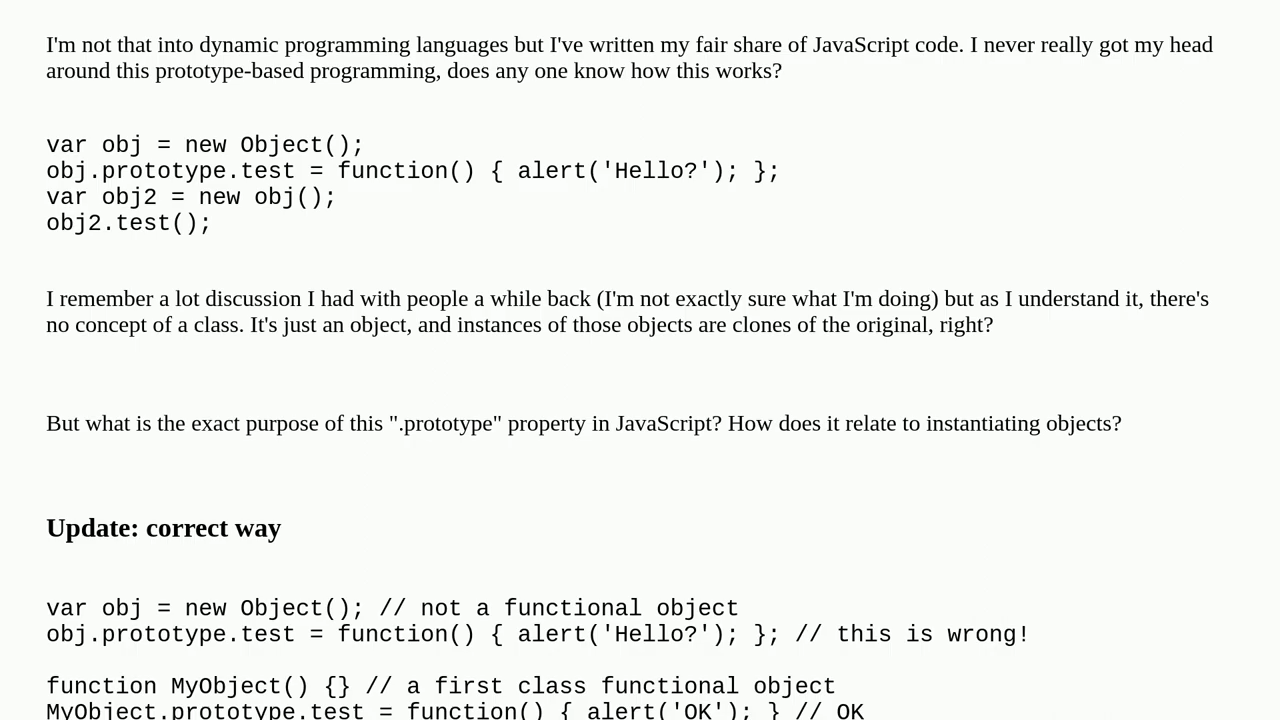 I'm not that into dynamic programming languages but I've written my fair share of JavaScript code. I never really got my head
around this prototype-based programming, does any one know how this works?
var obj = new Object();
obj.prototype.test = function() { alert('Hello?'); };
var obj2 = new obj();
obj2.test();
I remember a lot discussion I had with people a while back (I'm not exactly sure what I'm doing) but as I understand it, there's
no concept of a class. It's just an object, and instances of those objects are clones of the original, right?
But what is the exact purpose of this ".prototype" property in JavaScript? How does it relate to instantiating objects?
Update: correct way
var obj = new Object(); // not a functional object
obj.prototype.test = function() { alert('Hello?'); }; // this is wrong!
function MyObject() {} // a first class functional object
MyObject.prototype.test = function() { alert('OK'); } // OK